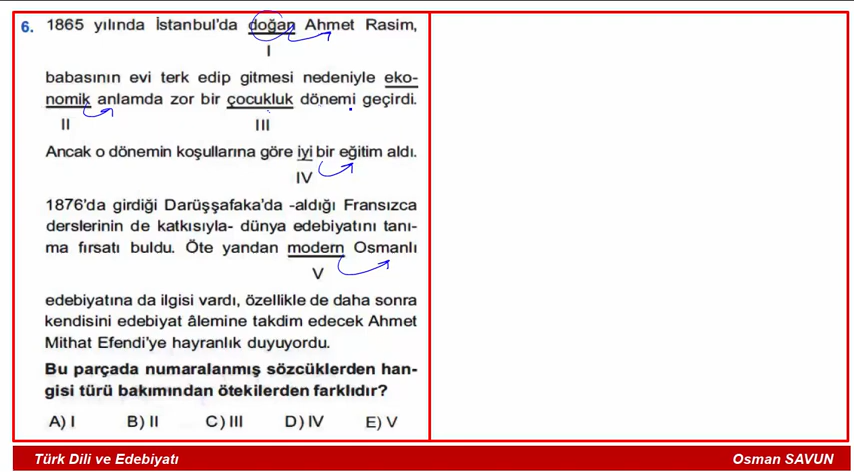 6. 1865 yılında İstanbul'da doğan Ahmet Rasim,
I
babasının evi terk edip gitmesi nedeniyle eko-
nomik anlamda zor bir çocukluk dönemi geçirdi.
II III
Ancak o dönemin koşullarına göre iyi bir eğitim aldı.
IV
1876'da girdiği Darüşşafaka'da -aldığı Fransızca
derslerinin de katkısıyla- dünya edebiyatını tanı-
ma fırsatı buldu. Öte yandan modern Osmanlı
V
edebiyatına da ilgisi vardı, özellikle de daha sonra
kendisini edebiyat âlemine takdim edecek Ahmet
Mithat Efendi'ye hayranlık duyuyordu.
Bu parçada numaralanmış sözcüklerden han-
gisi türü bakımından ötekilerden farklıdır?
A) I B) II C) III D) IV E) V
Türk Dili ve Edebiyatı Osman SAVUN